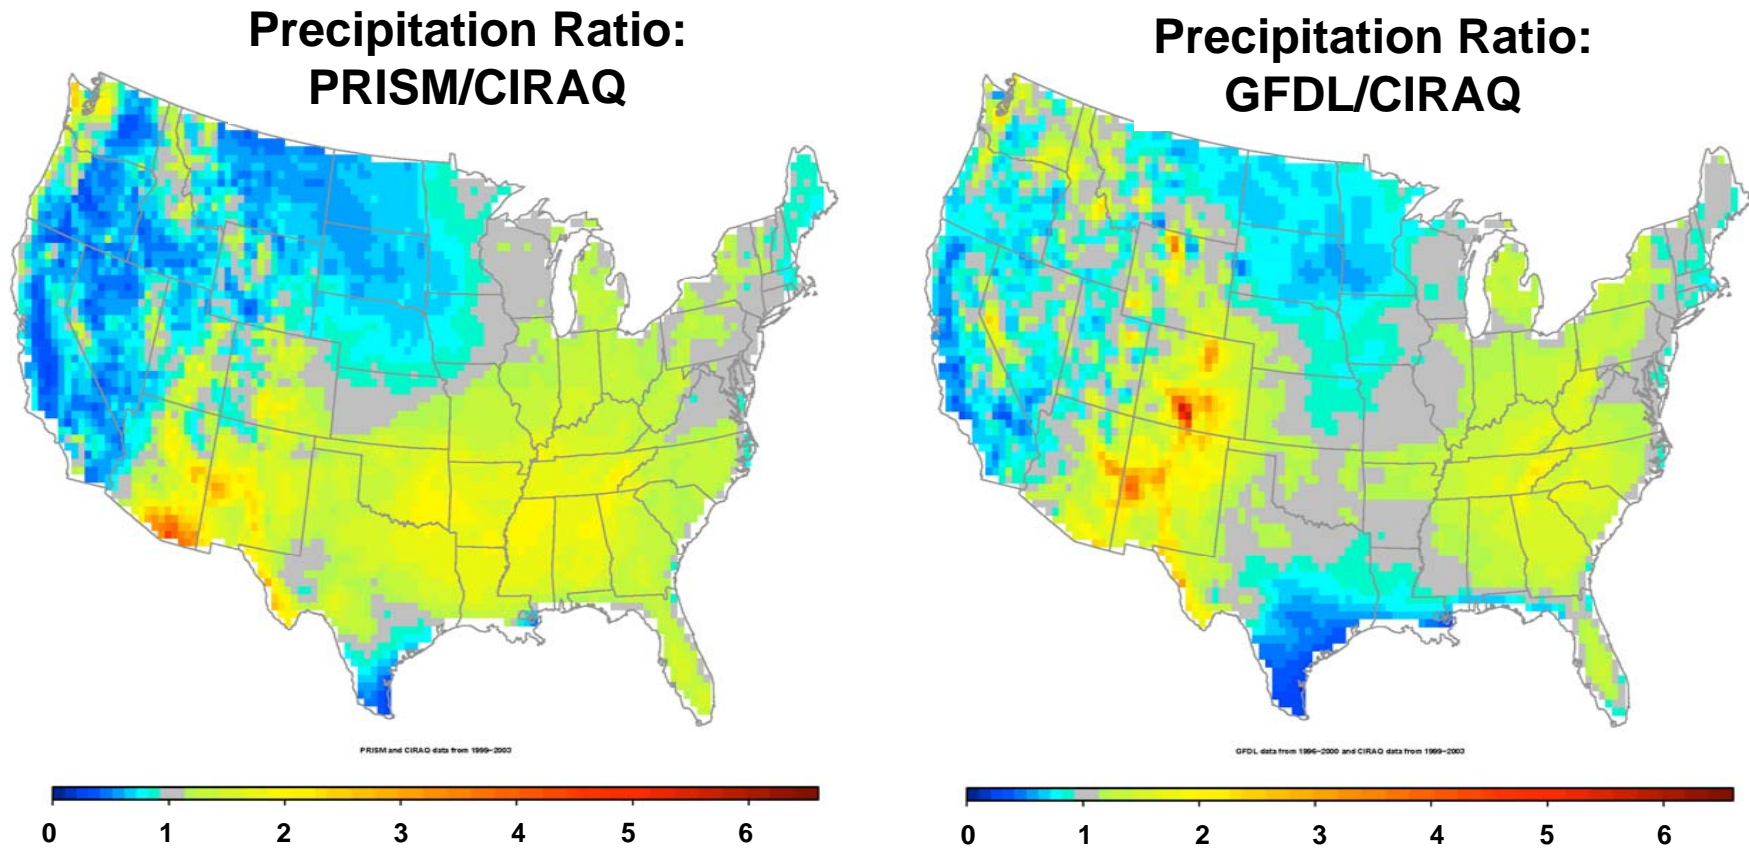 Precipitation Ratio:
PRISM/CIRAQ
PRISM and CIRAQ data from 1999-2003
0 1 2 3 4 5 6
Precipitation Ratio:
GFDL/CIRAQ
GFDL data from 1996-2000 and CIRAQ data from 1999-2003
0 1 2 3 4 5 6